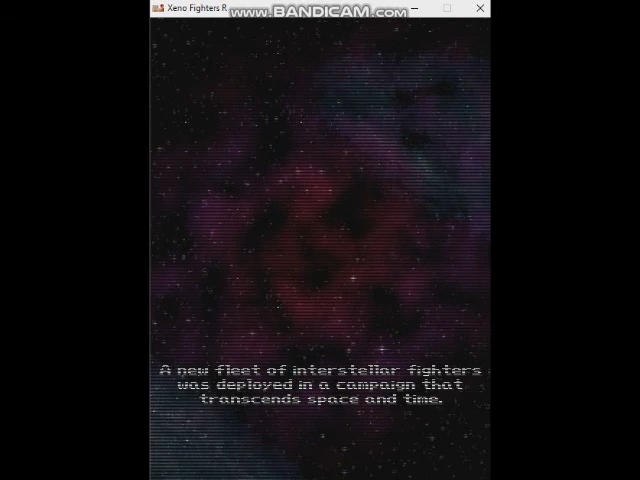 Xeno Fighters R
www.BANDICAM.com
A new fleet of interstellar fighters
was deployed in a campaign that
transcends space and time.